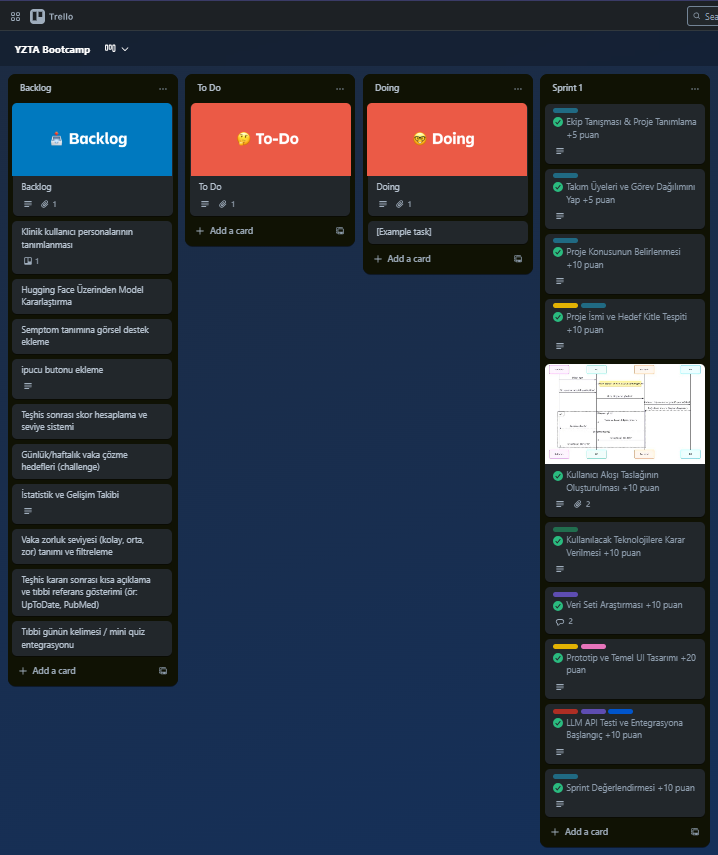 Trello
Sea
YZTA Bootcamp
Backlog
Backlog
Backlog
1
Klinik kullanıcı personalarının
tanımlanması
1
Hugging Face Üzerinden Model
Kararlaştırma
Semptom tanımına görsel destek
ekleme
ipucu butonu ekleme
Teşhis sonrası skor hesaplama ve
seviye sistemi
Günlük/haftalık vaka çözme
hedefleri (challenge)
İstatistik ve Gelişim Takibi
Vaka zorluk seviyesi (kolay, orta,
zor) tanımı ve filtreleme
Teşhis kararı sonrası kısa açıklama
ve tıbbi referans gösterimi (ör:
UpToDate, PubMed)
Tıbbi günün kelimesi / mini quiz
entegrasyonu
+ Add a card
To Do
To-Do
To Do
1
+ Add a card
Doing
Doing
Doing
1
[Example task]
+ Add a card
Sprint 1
Ekip Tanışması & Proje Tanımlama
+5 puan
Takım Üyeleri ve Görev Dağılımını
Yap +5 puan
Proje Konusunun Belirlenmesi
+10 puan
Proje İsmi ve Hedef Kitle Tespiti
+10 puan
Kullanıcı Akışı Taslağının
Oluşturulması +10 puan
2
Kullanılacak Teknolojilere Karar
Verilmesi +10 puan
Veri Seti Araştırması +10 puan
2
Prototip ve Temel UI Tasarımı +20
puan
LLM API Testi ve Entegrasyona
Başlangıç +10 puan
Sprint Değerlendirmesi +10 puan
+ Add a card